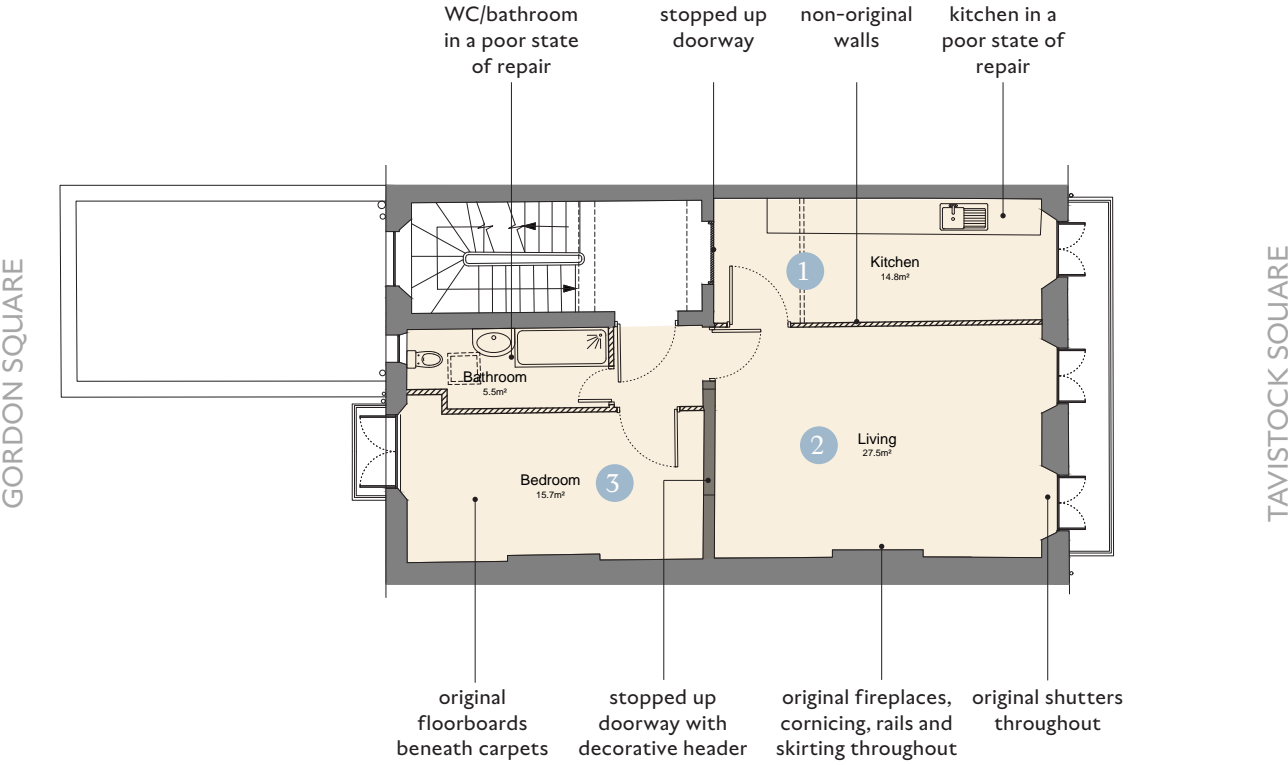 WC/bathroom
in a poor state
of repair
stopped up
doorway
non-original
walls
kitchen in a
poor state of
repair
GORDON SQUARE
TAVISTOCK SQUARE
1
Kitchen
14.8m²
Bathroom
5.5m²
2
Living
27.5m²
Bedroom
15.7m²
3
original
floorboards
beneath carpets
stopped up
doorway with
decorative header
original fireplaces,
cornicing, rails and
skirting throughout
original shutters
throughout